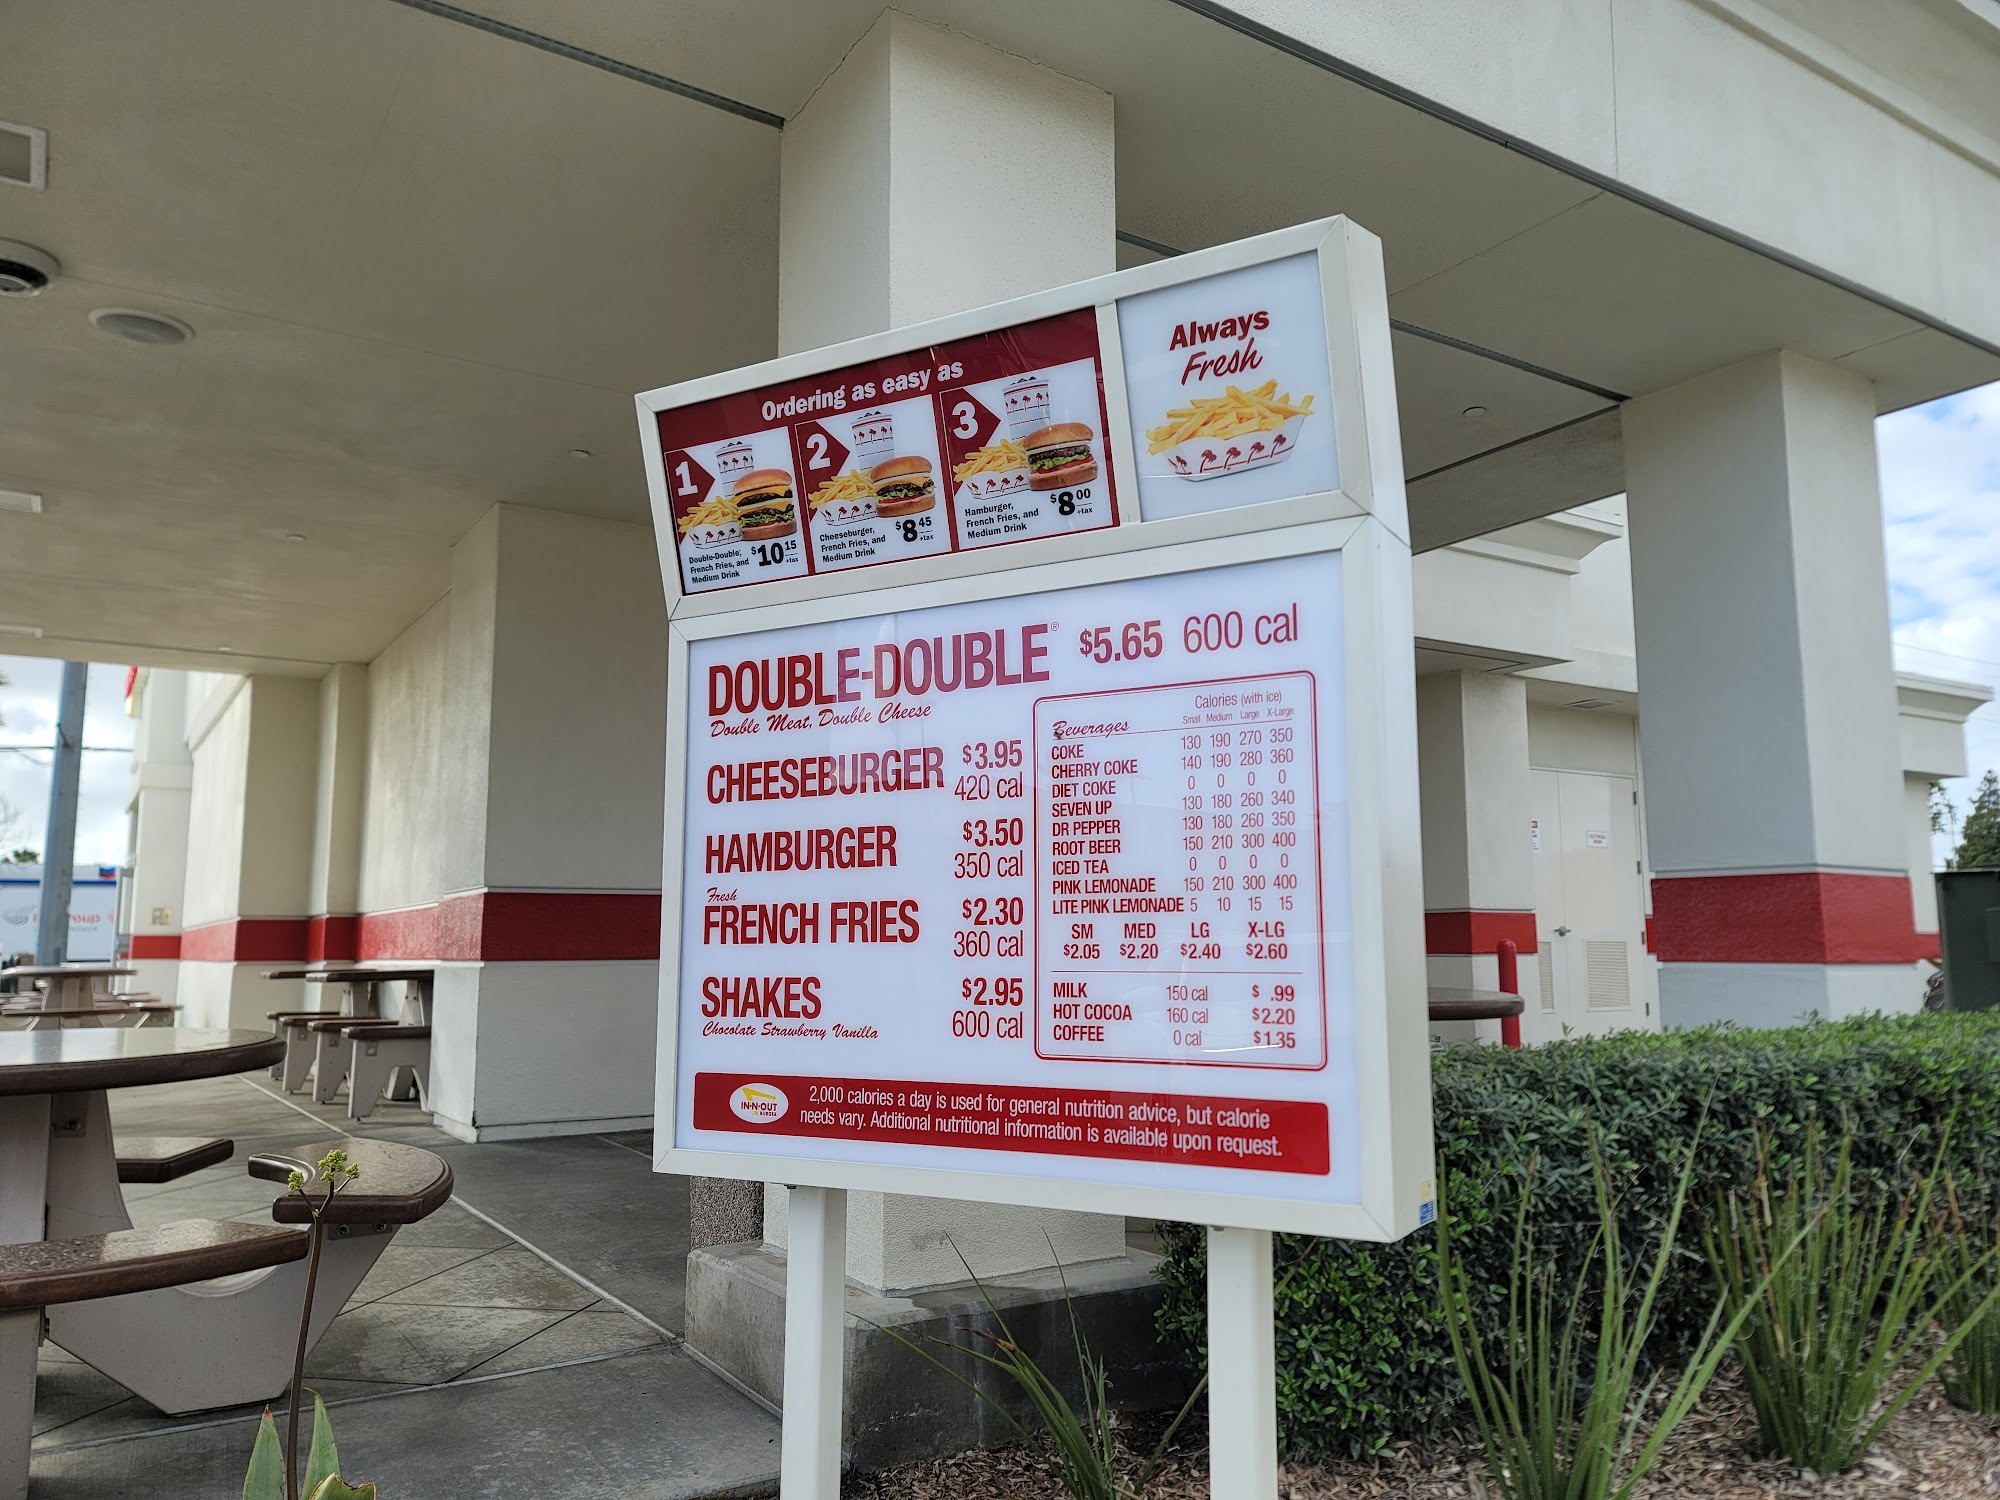 Ordering as easy as
1
Double-Double,
French Fries, and
Medium Drink
$10 15
+tax
2
Cheeseburger,
French Fries, and
Medium Drink
$8 45
+tax
3
Hamburger,
French Fries, and
Medium Drink
$8 00
+tax
Always
Fresh
DOUBLE-DOUBLE® $5.65 600 cal
Double Meat, Double Cheese
CHEESEBURGER $3.95
420 cal
HAMBURGER $3.50
350 cal
Fresh
FRENCH FRIES $2.30
360 cal
SHAKES $2.95
Chocolate Strawberry Vanilla 600 cal
Calories (with ice)
Beverages Small Medium Large X-Large
COKE 130 190 270 350
CHERRY COKE 140 190 280 360
DIET COKE 0 0 0 0
SEVEN UP 130 180 260 340
DR PEPPER 130 180 260 350
ROOT BEER 150 210 300 400
ICED TEA 0 0 0 0
PINK LEMONADE 150 210 300 400
LITE PINK LEMONADE 5 10 15 15
SM MED LG X-LG
$2.05 $2.20 $2.40 $2.60
MILK 150 cal $ .99
HOT COCOA 160 cal $2.20
COFFEE 0 cal $1.35
IN-N-OUT
BURGER
2,000 calories a day is used for general nutrition advice, but calorie
needs vary. Additional nutritional information is available upon request.